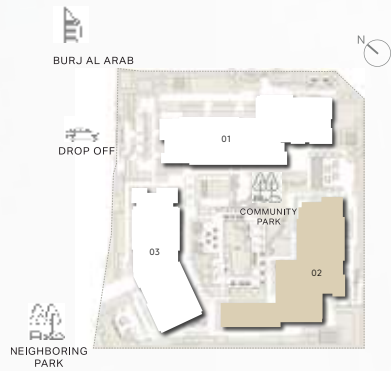 N
BURJ AL ARAB
DROP OFF
01
COMMUNITY
PARK
03
02
NEIGHBORING
PARK